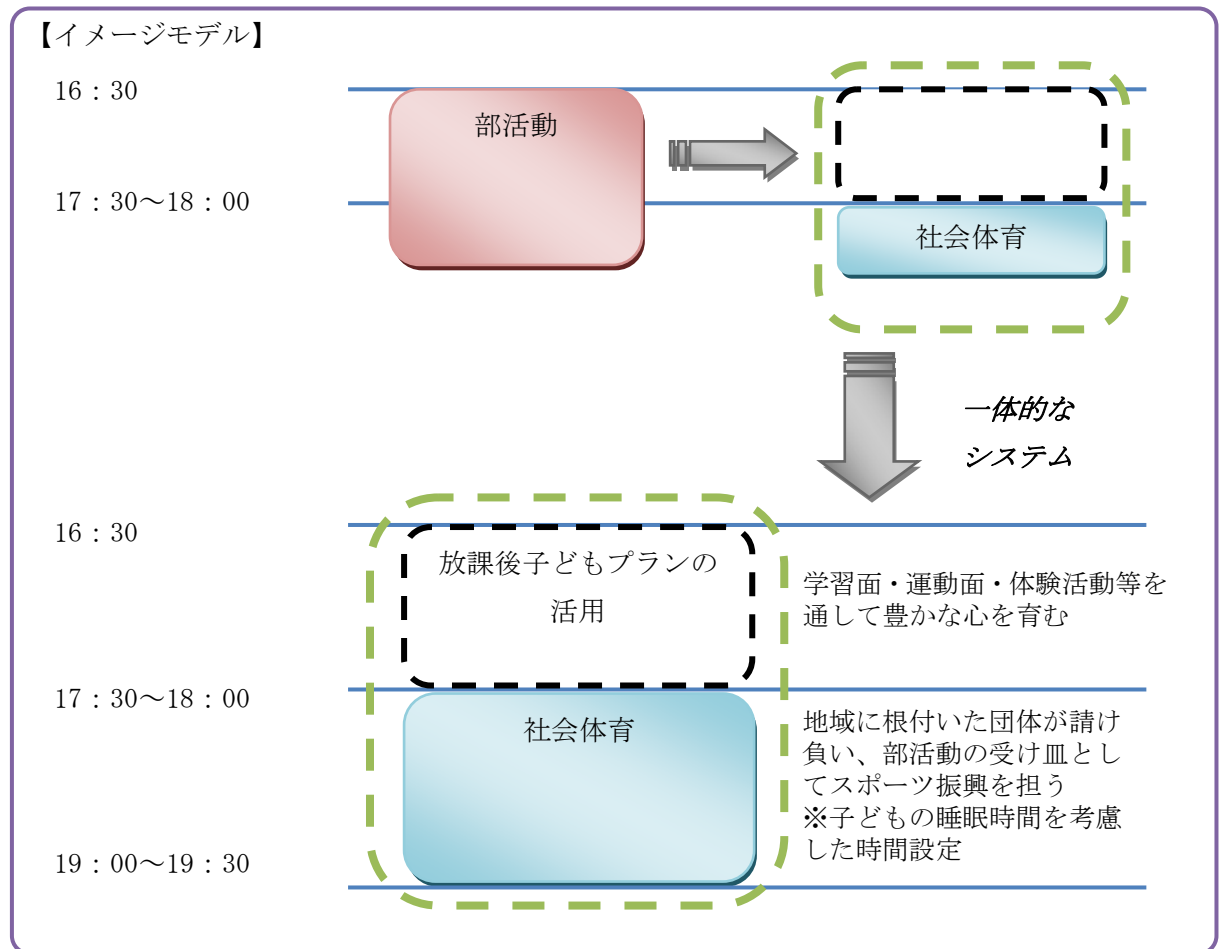 【イメージモデル】
16：30
部活動
17：30～18：00
社会体育
一体的な
システム
16：30
放課後子どもプランの
活用
学習面・運動面・体験活動等を
通して豊かな心を育む
17：30～18：00
社会体育
地域に根付いた団体が請け
負い、部活動の受け皿とし
てスポーツ振興を担う
※子どもの睡眠時間を考慮
した時間設定
19：00～19：30